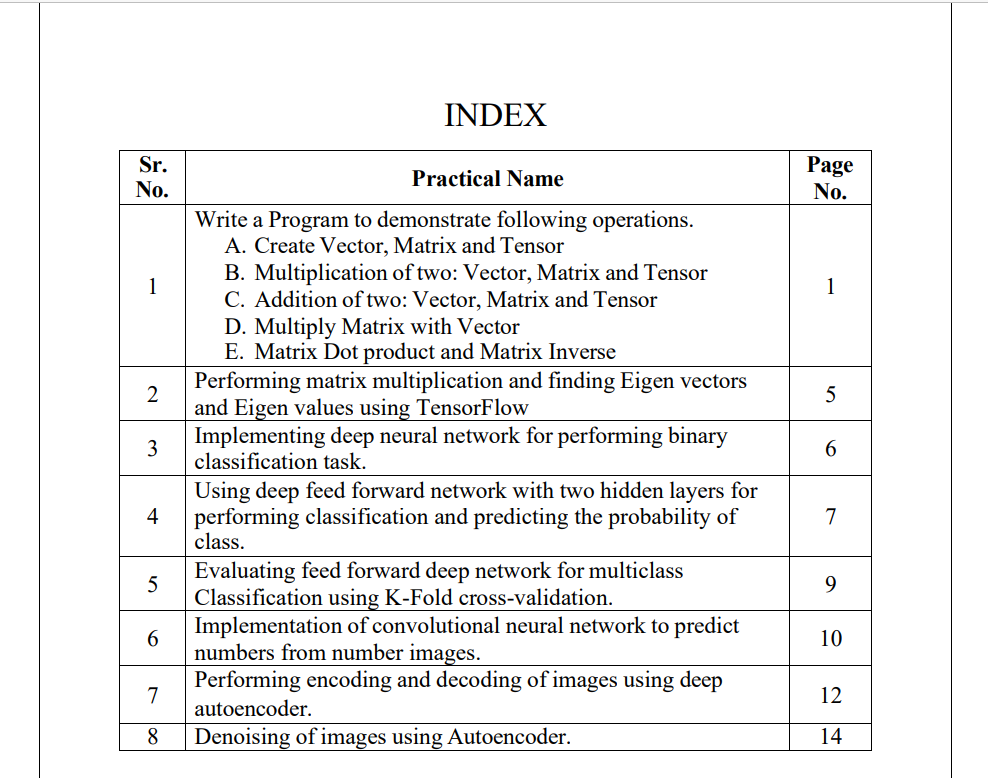 INDEX
Sr. No. Practical Name Page No.
Write a Program to demonstrate following operations.
A. Create Vector, Matrix and Tensor
B. Multiplication of two: Vector, Matrix and Tensor
1 C. Addition of two: Vector, Matrix and Tensor 1
D. Multiply Matrix with Vector
E. Matrix Dot product and Matrix Inverse
2 Performing matrix multiplication and finding Eigen vectors 5
and Eigen values using TensorFlow
3 Implementing deep neural network for performing binary 6
classification task.
Using deep feed forward network with two hidden layers for
4 performing classification and predicting the probability of 7
class.
5 Evaluating feed forward deep network for multiclass 9
Classification using K-Fold cross-validation.
6 Implementation of convolutional neural network to predict 10
numbers from number images.
7 Performing encoding and decoding of images using deep 12
autoencoder.
8 Denoising of images using Autoencoder. 14